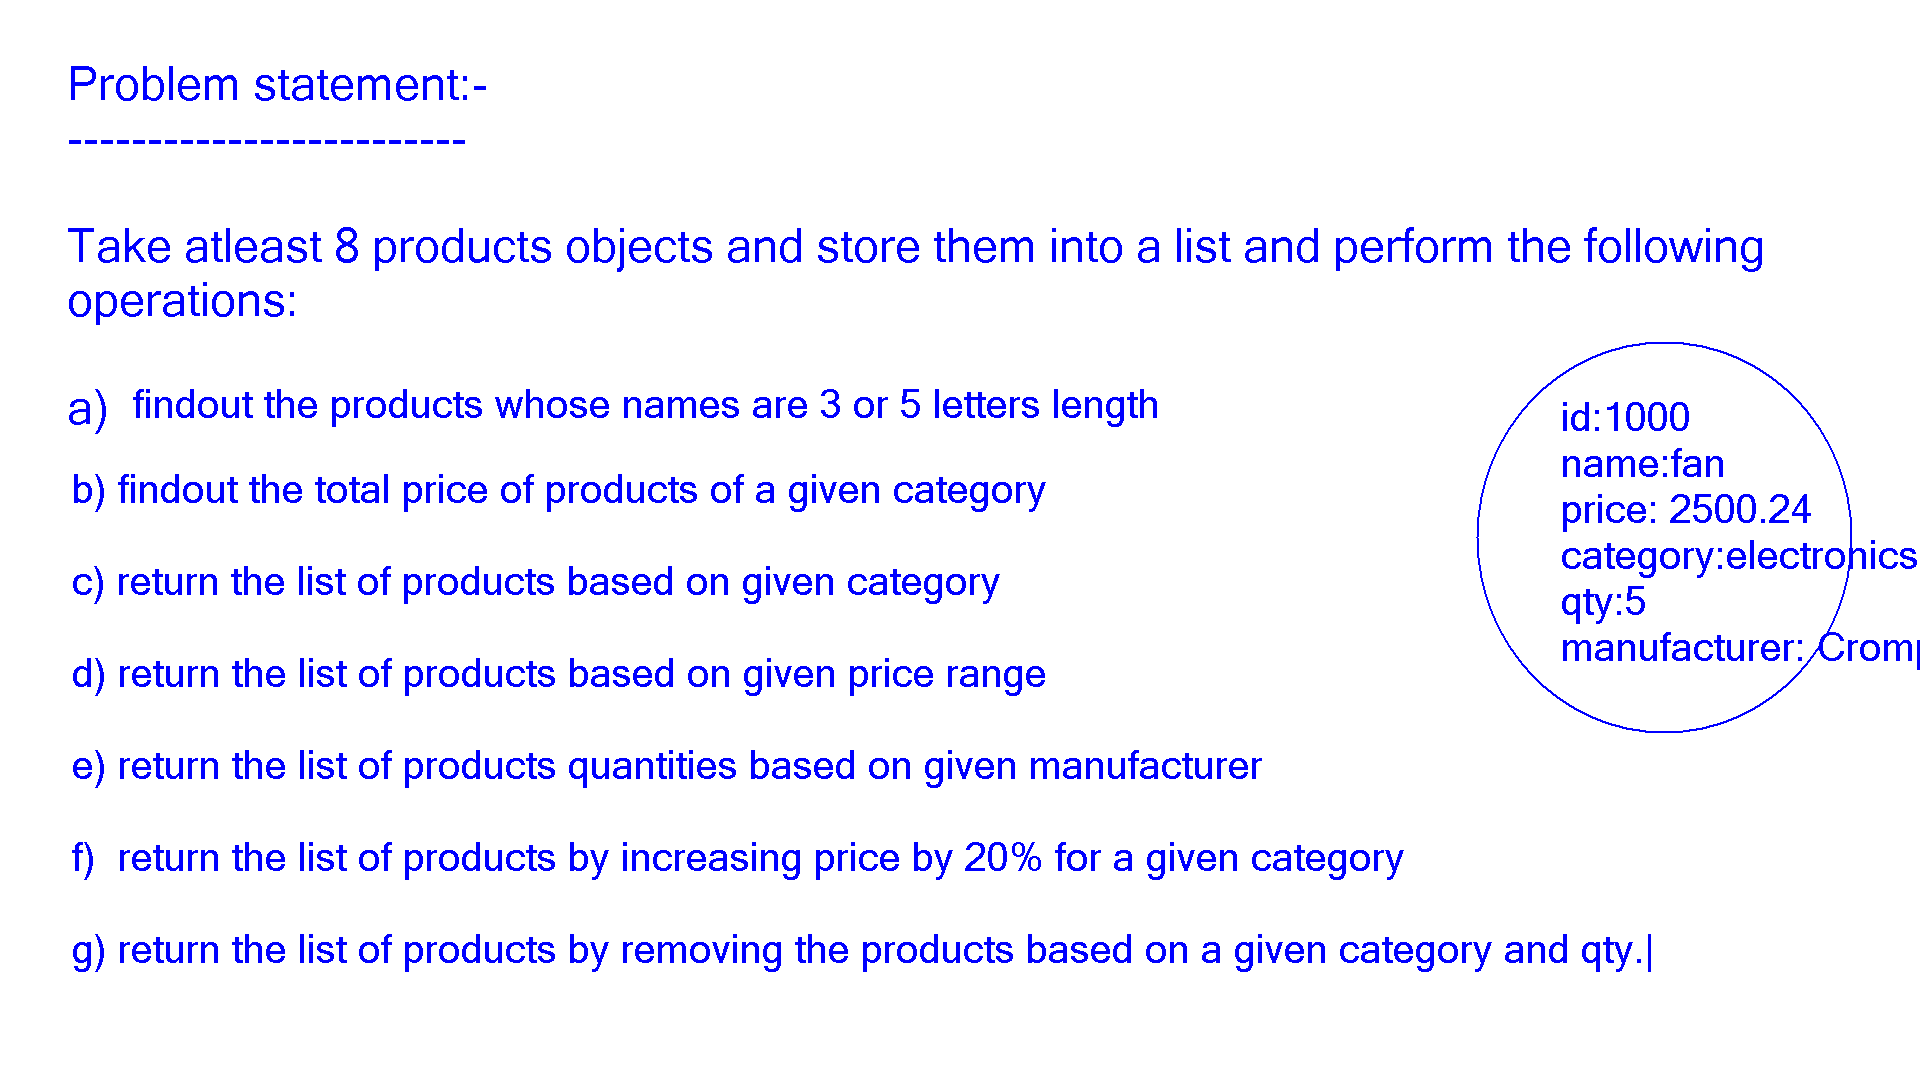 Problem statement:-
-------------------------
Take atleast 8 products objects and store them into a list and perform the following
operations:
a) findout the products whose names are 3 or 5 letters length
b) findout the total price of products of a given category
c) return the list of products based on given category
d) return the list of products based on given price range
e) return the list of products quantities based on given manufacturer
f) return the list of products by increasing price by 20% for a given category
g) return the list of products by removing the products based on a given category and qty.
id:1000
name:fan
price: 2500.24
category:electronics
qty:5
manufacturer: